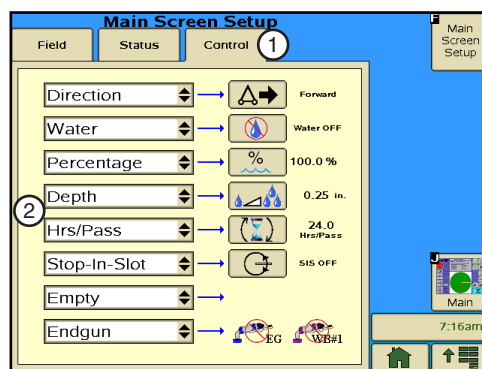 Main Screen Setup
Field Status Control 1
F
Main
Screen
Setup
Direction Forward
Water Water OFF
Percentage % 100.0 %
Depth 0.25 in.
2
Hrs/Pass 24.0
Hrs/Pass
Stop-In-Slot SIS OFF
Empty
Endgun EG WB#1
J
Main
7:16am